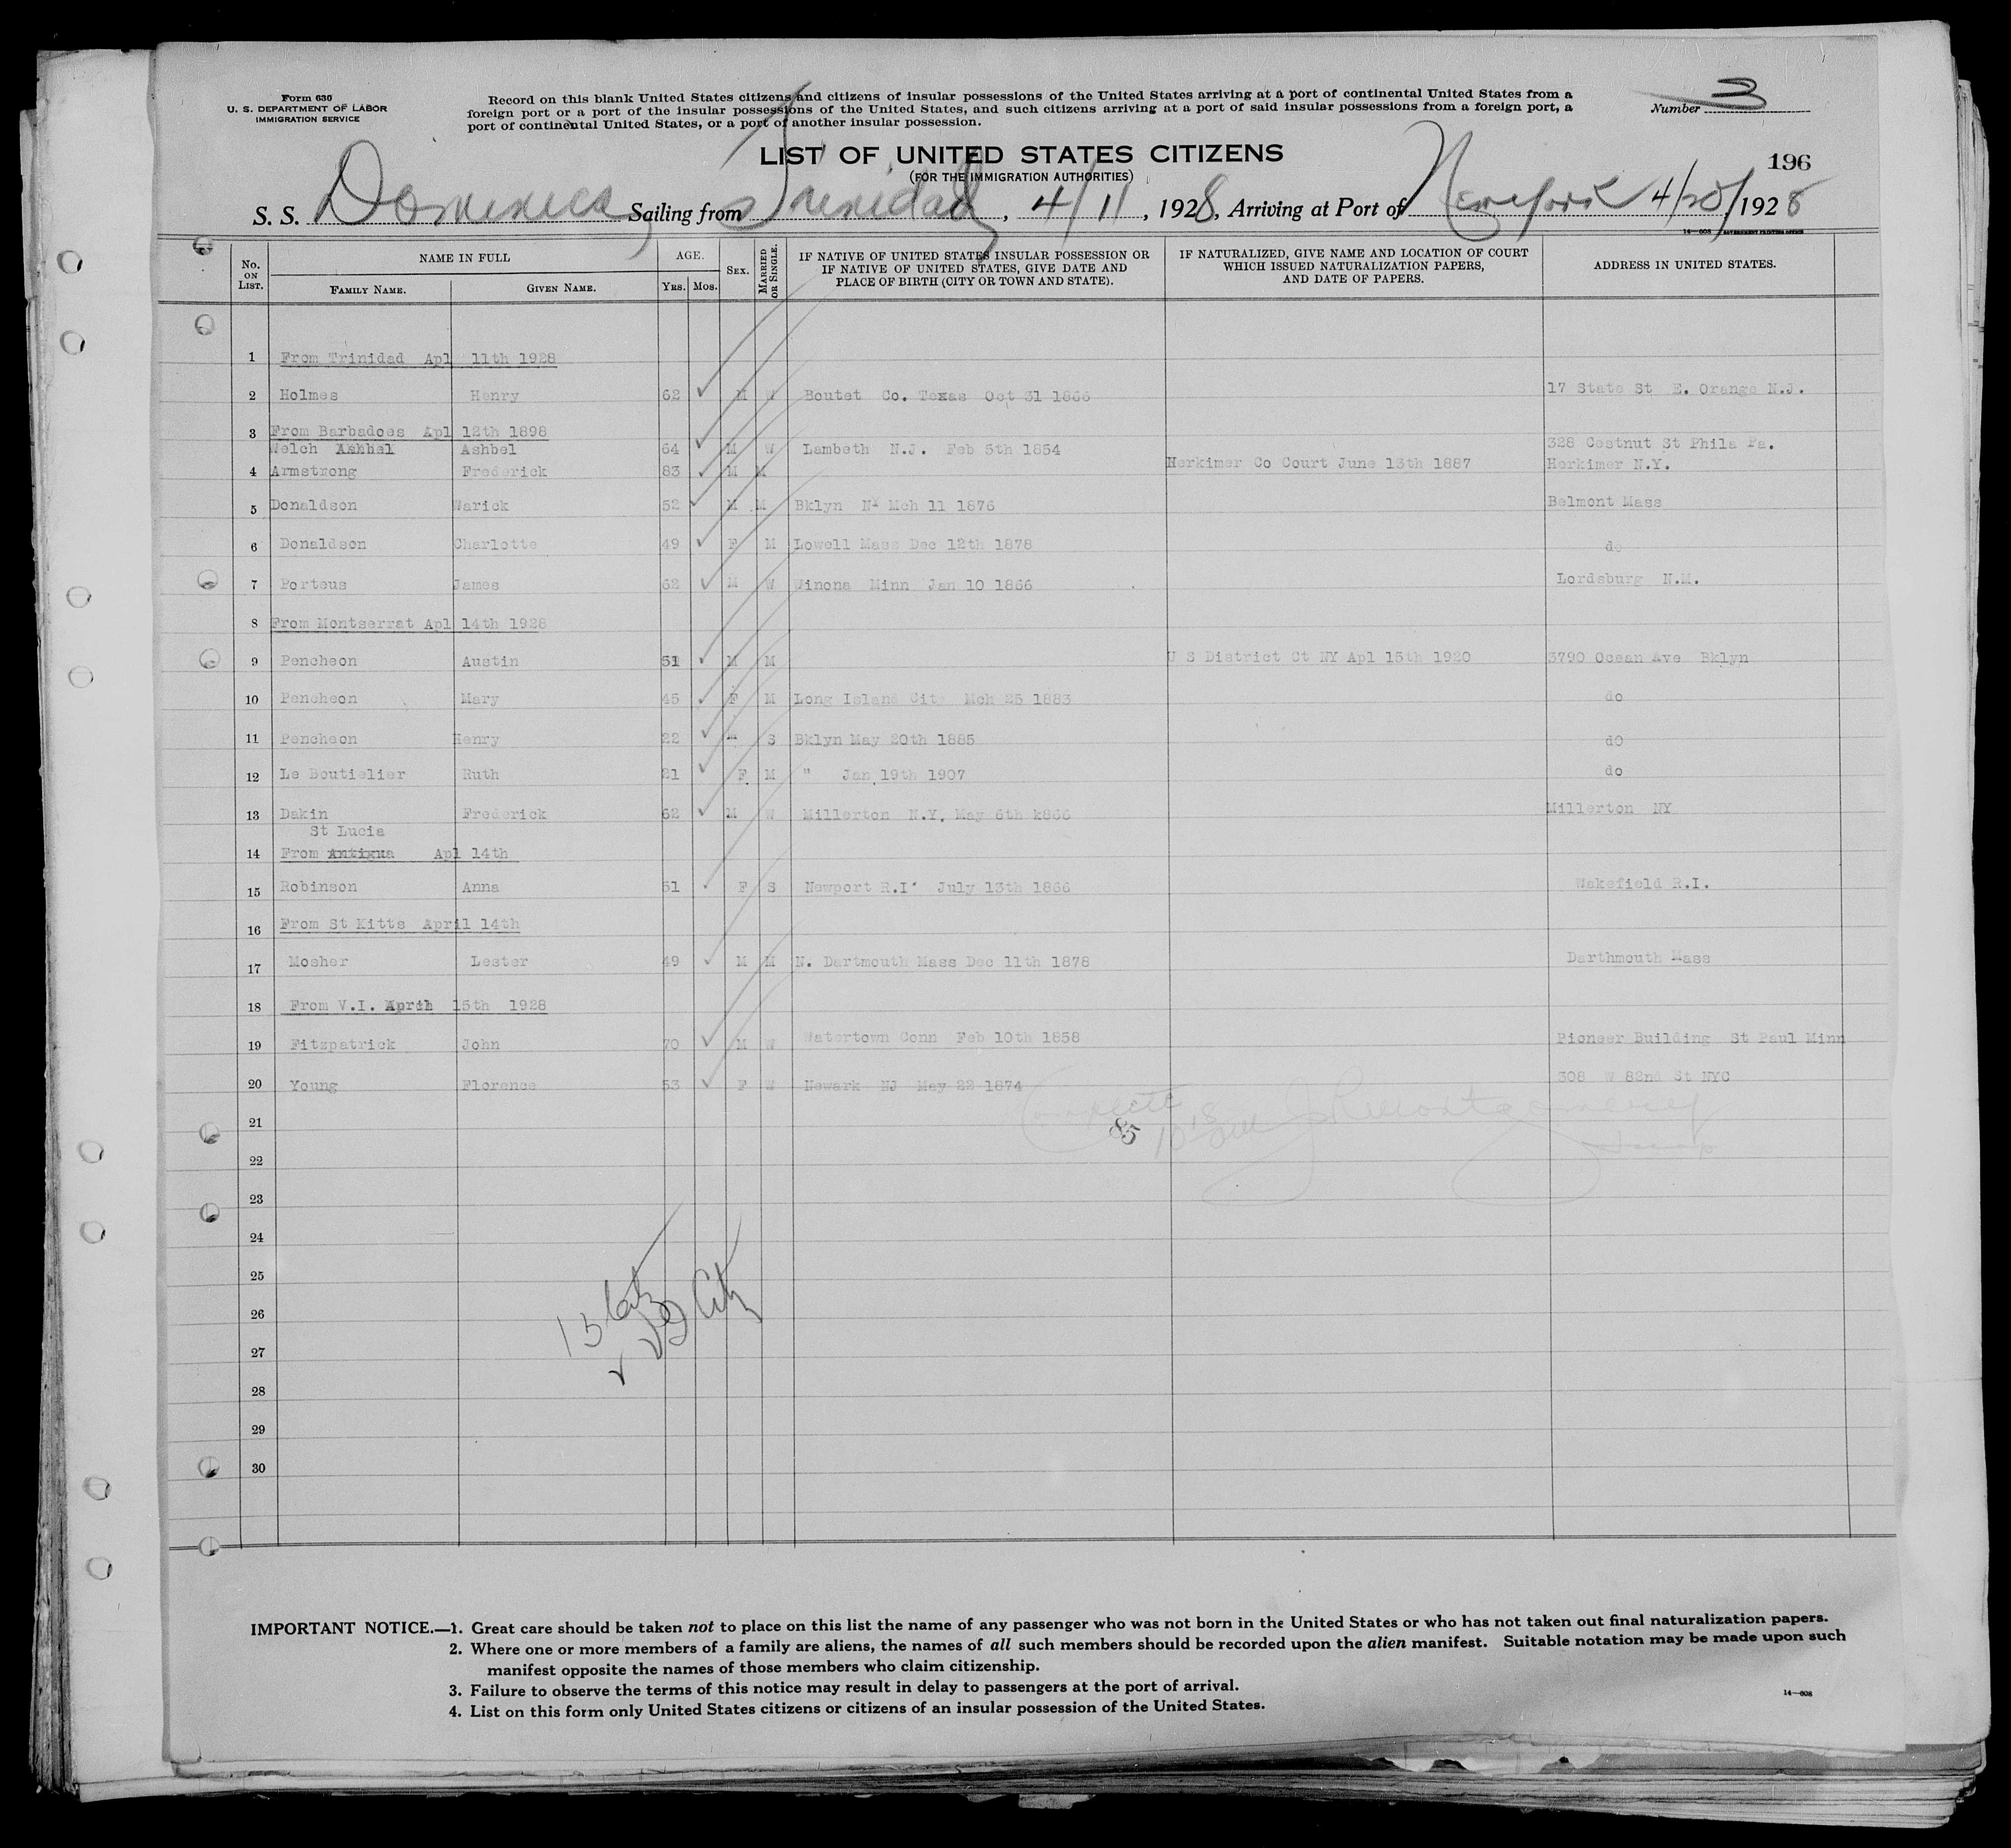 Form 630
U. S. DEPARTMENT OF LABOR
IMMIGRATION SERVICE
Record on this blank United States citizens and citizens of insular possessions of the United States arriving at a port of continental United States from a
foreign port or a port of the insular possessions of the United States, and such citizens arriving at a port of said insular possessions from a foreign port, a
port of continental United States, or a port of another insular possession.
Number 3
LIST OF UNITED STATES CITIZENS
(FOR THE IMMIGRATION AUTHORITIES)
196
S. S. Dominica, Sailing from Trinidad, 4/11, 1928, Arriving at Port of New York 4/20/1928
14-608 GOVERNMENT PRINTING OFFICE
No. ON LIST. NAME IN FULL AGE. SEX. MARRIED OR SINGLE. IF NATIVE OF UNITED STATES INSULAR POSSESSION OR IF NATIVE OF UNITED STATES, GIVE DATE AND PLACE OF BIRTH (CITY OR TOWN AND STATE). IF NATURALIZED, GIVE NAME AND LOCATION OF COURT WHICH ISSUED NATURALIZATION PAPERS, AND DATE OF PAPERS. ADDRESS IN UNITED STATES.
FAMILY NAME. GIVEN NAME. YRS. MOS.
1 From Trinidad Apl 11th 1928
2 Holmes Henry 62 M W Boutet Co. Texas Oct 31 1866 17 State St E. Orange N.J.
3 From Barbadoes Apl 12th 1898
Welch Ashbel Ashbel 64 M W Lambeth N.J. Feb 5th 1854 328 Cestnut St Phila Pa.
4 Armstrong Frederick 83 M M Herkimer Co Court June 13th 1887 Herkimer N.Y.
5 Donaldson Warick 52 M M Bklyn NY Mch 11 1876 Belmont Mass
6 Donaldson Charlotte 49 F M Lowell Mass Dec 12th 1878 do
7 Porteus James 62 M W Winona Minn Jan 10 1866 Lordsburg N.M.
8 From Montserrat Apl 14th 1928
9 Pencheon Austin 51 M M U S District Ct NY Apl 15th 1920 3790 Ocean Ave Bklyn
10 Pencheon Mary 45 F M Long Island City Mch 25 1883 do
11 Pencheon Henry 22 M S Bklyn May 20th 1885 do
12 Le Boutielier Ruth 21 F M " Jan 19th 1907 do
13 Dakin Frederick 62 M W Millerton N.Y. May 6th k866 Millerton NY
St Lucia
14 From Antigua Apl 14th
15 Robinson Anna 61 F S Newport R.I. July 13th 1866 Wakefield R.I.
16 From St Kitts April 14th
17 Mosher Lester 49 M M N. Dartmouth Mass Dec 11th 1878 Darthmouth Mass
18 From V.I. April 15th 1928
19 Fitzpatrick John 70 M W Watertown Conn Feb 10th 1858 Pioneer Building St Paul Minn
20 Young Florence 53 F W Newark NJ May 22 1874 308 W 82nd St NYC
21 Complete Montgomery
85
22
23
24
25
26
27
28
29
30
IMPORTANT NOTICE.—1. Great care should be taken not to place on this list the name of any passenger who was not born in the United States or who has not taken out final naturalization papers.
2. Where one or more members of a family are aliens, the names of all such members should be recorded upon the alien manifest. Suitable notation may be made upon such
manifest opposite the names of those members who claim citizenship.
3. Failure to observe the terms of this notice may result in delay to passengers at the port of arrival.
4. List on this form only United States citizens or citizens of an insular possession of the United States.
14-608